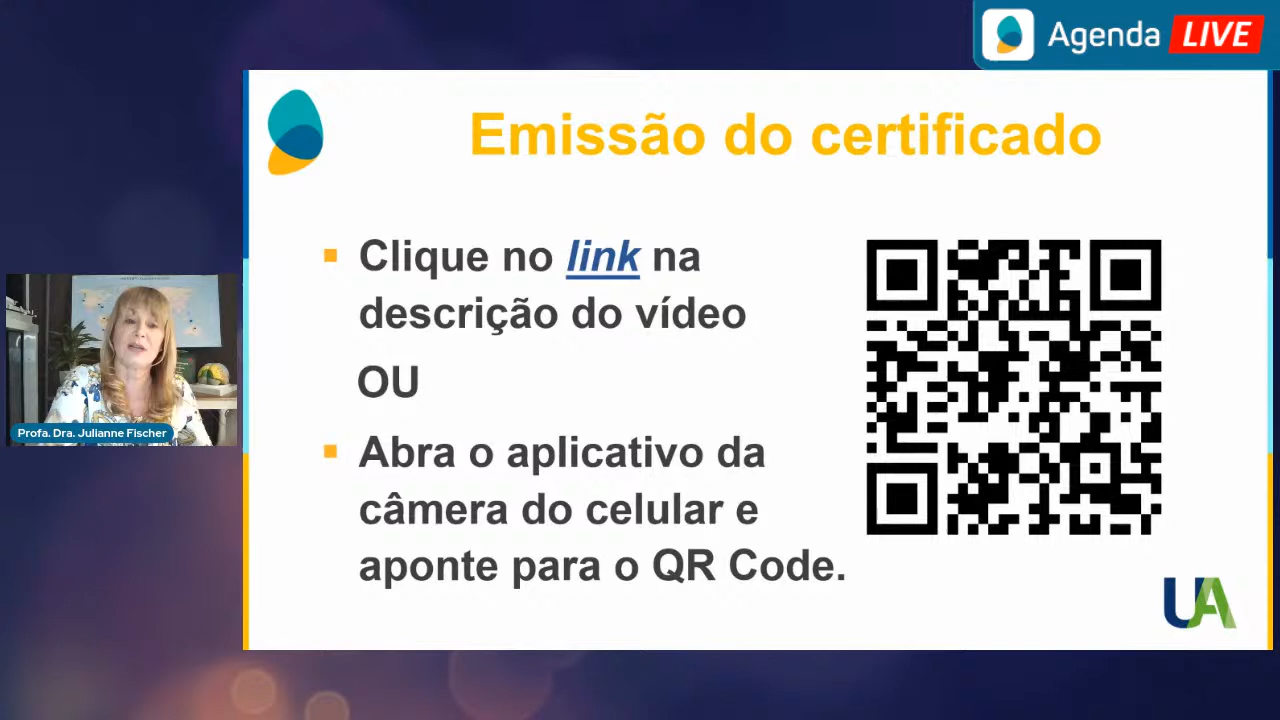 Agenda LIVE
Emissão do certificado
Clique no link na
descrição do vídeo
OU
Abra o aplicativo da
câmera do celular e
aponte para o QR Code.
Profa. Dra. Julianne Fischer
UA